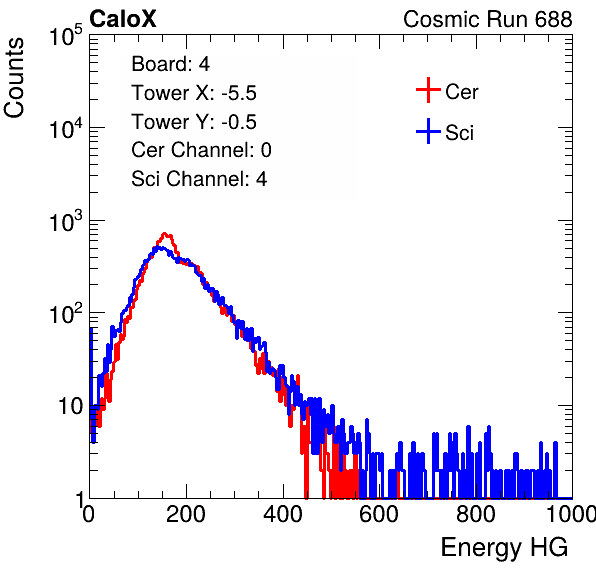 CaloX Cosmic Run 688
Counts
Board: 4
Tower X: -5.5
Tower Y: -0.5
Cer Channel: 0
Sci Channel: 4
Cer
Sci
10^5
10^4
10^3
10^2
10
1
0 200 400 600 800 1000
Energy HG